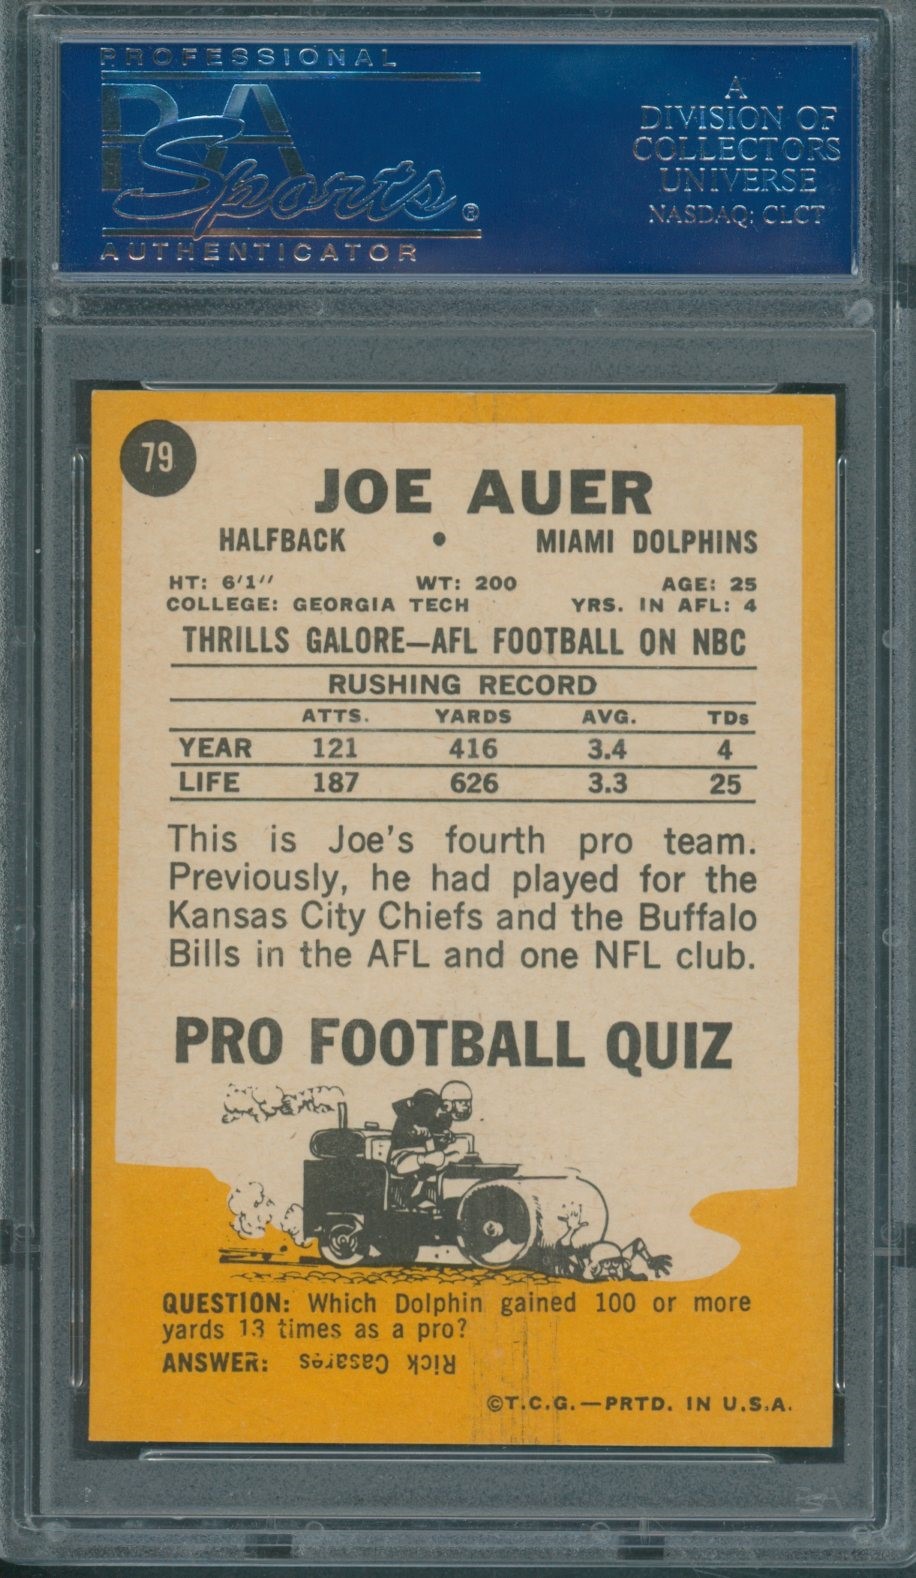 PROFESSIONAL
PSA
Sports®
AUTHENTICATOR
A
DIVISION OF
COLLECTORS
UNIVERSE
NASDAQ: CLCT
79
JOE AUER
HALFBACK • MIAMI DOLPHINS
HT: 6'1" WT: 200 AGE: 25
COLLEGE: GEORGIA TECH YRS. IN AFL: 4
THRILLS GALORE—AFL FOOTBALL ON NBC
RUSHING RECORD
ATTS. YARDS AVG. TDs
YEAR 121 416 3.4 4
LIFE 187 626 3.3 25
This is Joe's fourth pro team.
Previously, he had played for the
Kansas City Chiefs and the Buffalo
Bills in the AFL and one NFL club.
PRO FOOTBALL QUIZ
QUESTION: Which Dolphin gained 100 or more
yards 13 times as a pro?
ANSWER: Rick Casares
©T.C.G.—PRTD. IN U.S.A.
PSA